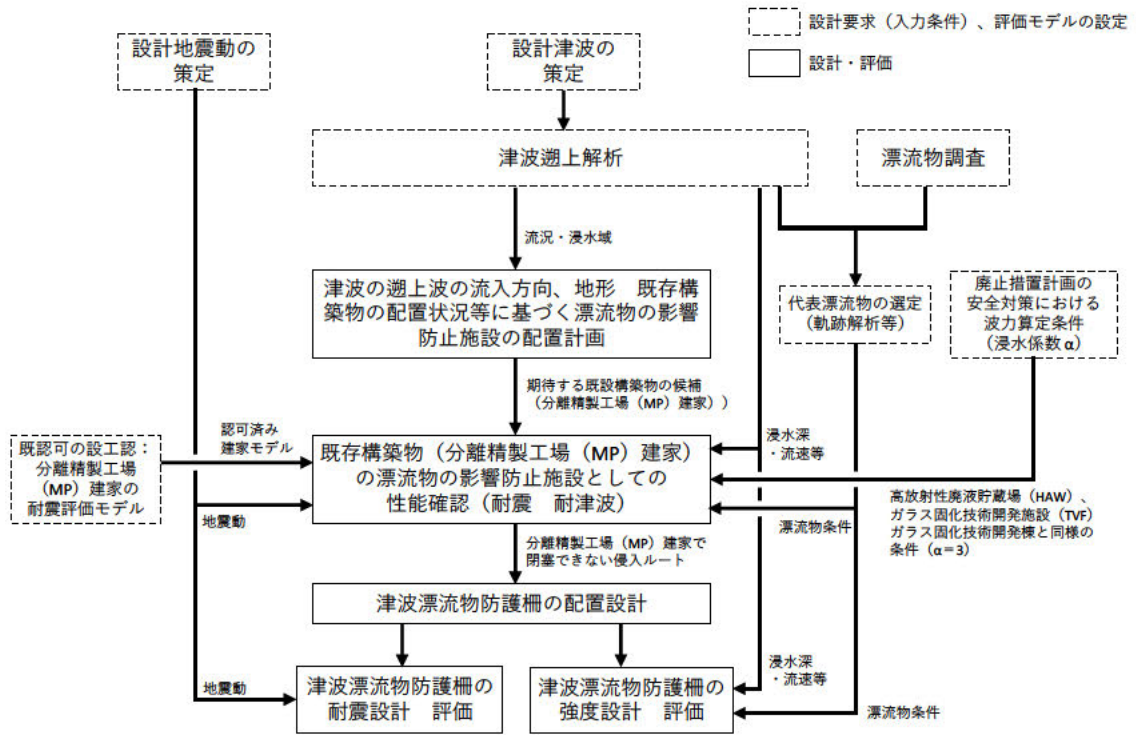 設計要求（入力条件）、評価モデルの設定
設計・評価
設計地震動の
策定
設計津波の
策定
津波遡上解析
漂流物調査
流況・浸水域
津波の遡上波の流入方向、地形　既存構
築物の配置状況等に基づく漂流物の影響
防止施設の配置計画
代表漂流物の選定
（軌跡解析等）
廃止措置計画の
安全対策における
波力算定条件
（浸水係数α）
期待する既設構築物の候補
（分離精製工場（MP）建家））
既認可の設工認：
分離精製工場
（MP）建家の
耐震評価モデル
認可済み
建家モデル
既存構築物（分離精製工場（MP）建家）
の漂流物の影響防止施設としての
性能確認（耐震　耐津波）
浸水深
・流速等
地震動
漂流物条件
高放射性廃液貯蔵場（HAW）、
ガラス固化技術開発施設（TVF）
ガラス固化技術開発棟と同様の
条件（α＝3）
分離精製工場（MP）建家で
閉塞できない侵入ルート
津波漂流物防護柵の配置設計
浸水深
・流速等
地震動
津波漂流物防護柵の
耐震設計　評価
津波漂流物防護柵の
強度設計　評価
漂流物条件